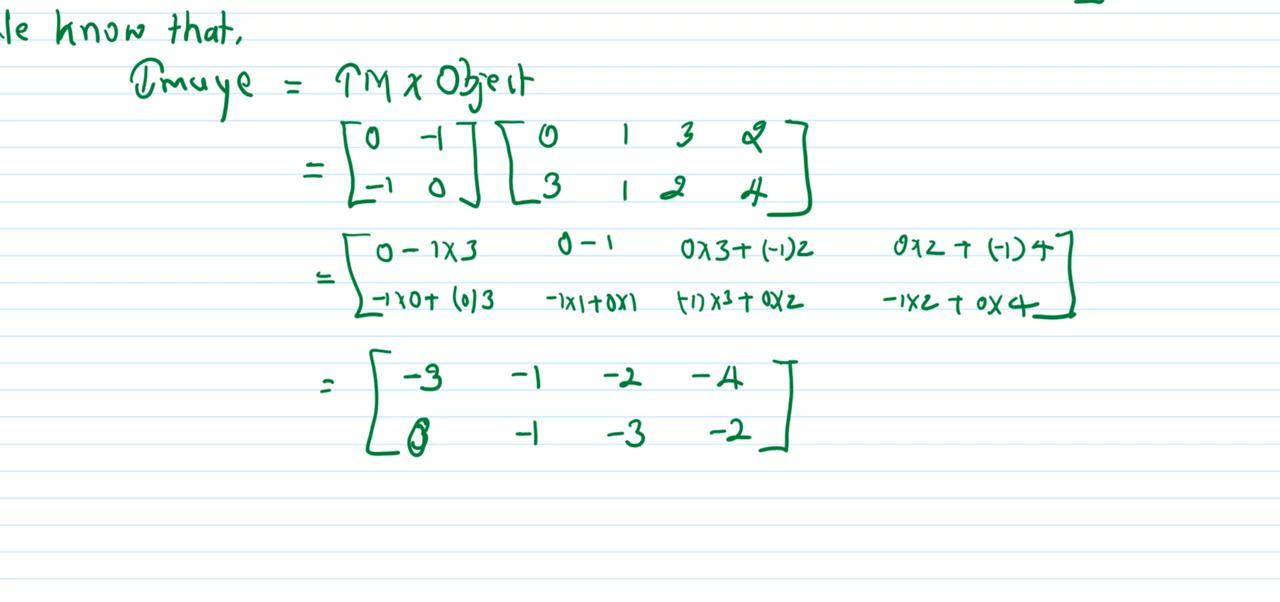 le know that,
Image = TM x Object
= [0 -1] [0 1 3 2]
[-1 0] [3 1 2 4]
= [0 - 1x3 0 - 1 0x3 + (-1)2 0x2 + (-1)4]
[-1x0 + (0)3 -1x1+0x1 (-1)x3 + 0x2 -1x2 + 0x4]
= [-3 -1 -2 -4]
[0 -1 -3 -2]